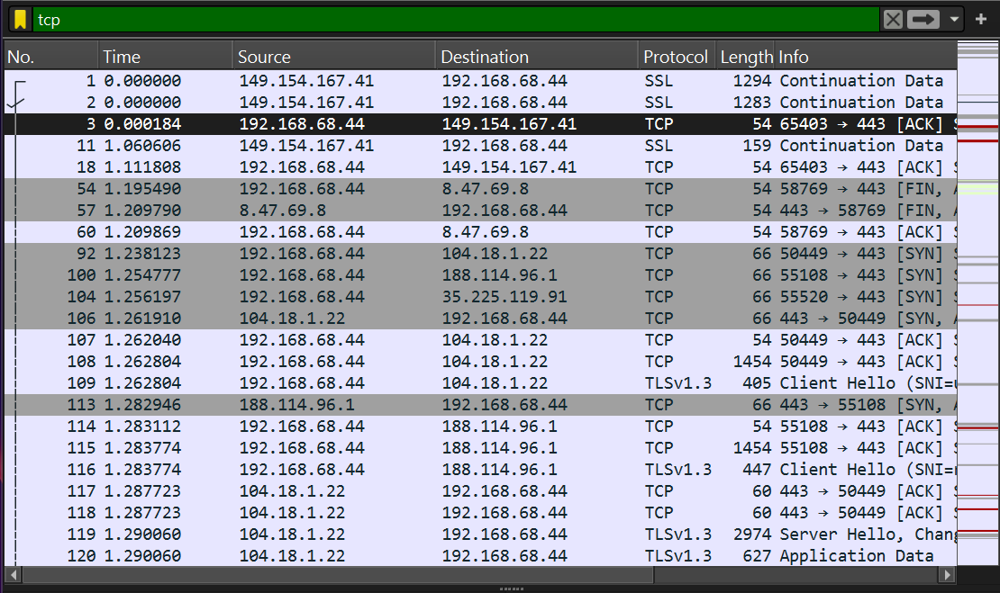 tcp
No. Time Source Destination Protocol Length Info
1 0.000000 149.154.167.41 192.168.68.44 SSL 1294 Continuation Data
2 0.000000 149.154.167.41 192.168.68.44 SSL 1283 Continuation Data
3 0.000184 192.168.68.44 149.154.167.41 TCP 54 65403 → 443 [ACK] S
11 1.060606 149.154.167.41 192.168.68.44 SSL 159 Continuation Data
18 1.111808 192.168.68.44 149.154.167.41 TCP 54 65403 → 443 [ACK] S
54 1.195490 192.168.68.44 8.47.69.8 TCP 54 58769 → 443 [FIN, A
57 1.209790 8.47.69.8 192.168.68.44 TCP 54 443 → 58769 [FIN, A
60 1.209869 192.168.68.44 8.47.69.8 TCP 54 58769 → 443 [ACK] S
92 1.238123 192.168.68.44 104.18.1.22 TCP 66 50449 → 443 [SYN] S
100 1.254777 192.168.68.44 188.114.96.1 TCP 66 55108 → 443 [SYN] S
104 1.256197 192.168.68.44 35.225.119.91 TCP 66 55520 → 443 [SYN] S
106 1.261910 104.18.1.22 192.168.68.44 TCP 66 443 → 50449 [SYN, A
107 1.262040 192.168.68.44 104.18.1.22 TCP 54 50449 → 443 [ACK] S
108 1.262804 192.168.68.44 104.18.1.22 TCP 1454 50449 → 443 [ACK] S
109 1.262804 192.168.68.44 104.18.1.22 TLSv1.3 405 Client Hello (SNI=
113 1.282946 188.114.96.1 192.168.68.44 TCP 66 443 → 55108 [SYN, A
114 1.283112 192.168.68.44 188.114.96.1 TCP 54 55108 → 443 [ACK] S
115 1.283774 192.168.68.44 188.114.96.1 TCP 1454 55108 → 443 [ACK] S
116 1.283774 192.168.68.44 188.114.96.1 TLSv1.3 447 Client Hello (SNI=
117 1.287723 104.18.1.22 192.168.68.44 TCP 60 443 → 50449 [ACK] S
118 1.287723 104.18.1.22 192.168.68.44 TCP 60 443 → 50449 [ACK] S
119 1.290060 104.18.1.22 192.168.68.44 TLSv1.3 2974 Server Hello, Chang
120 1.290060 104.18.1.22 192.168.68.44 TLSv1.3 627 Application Data